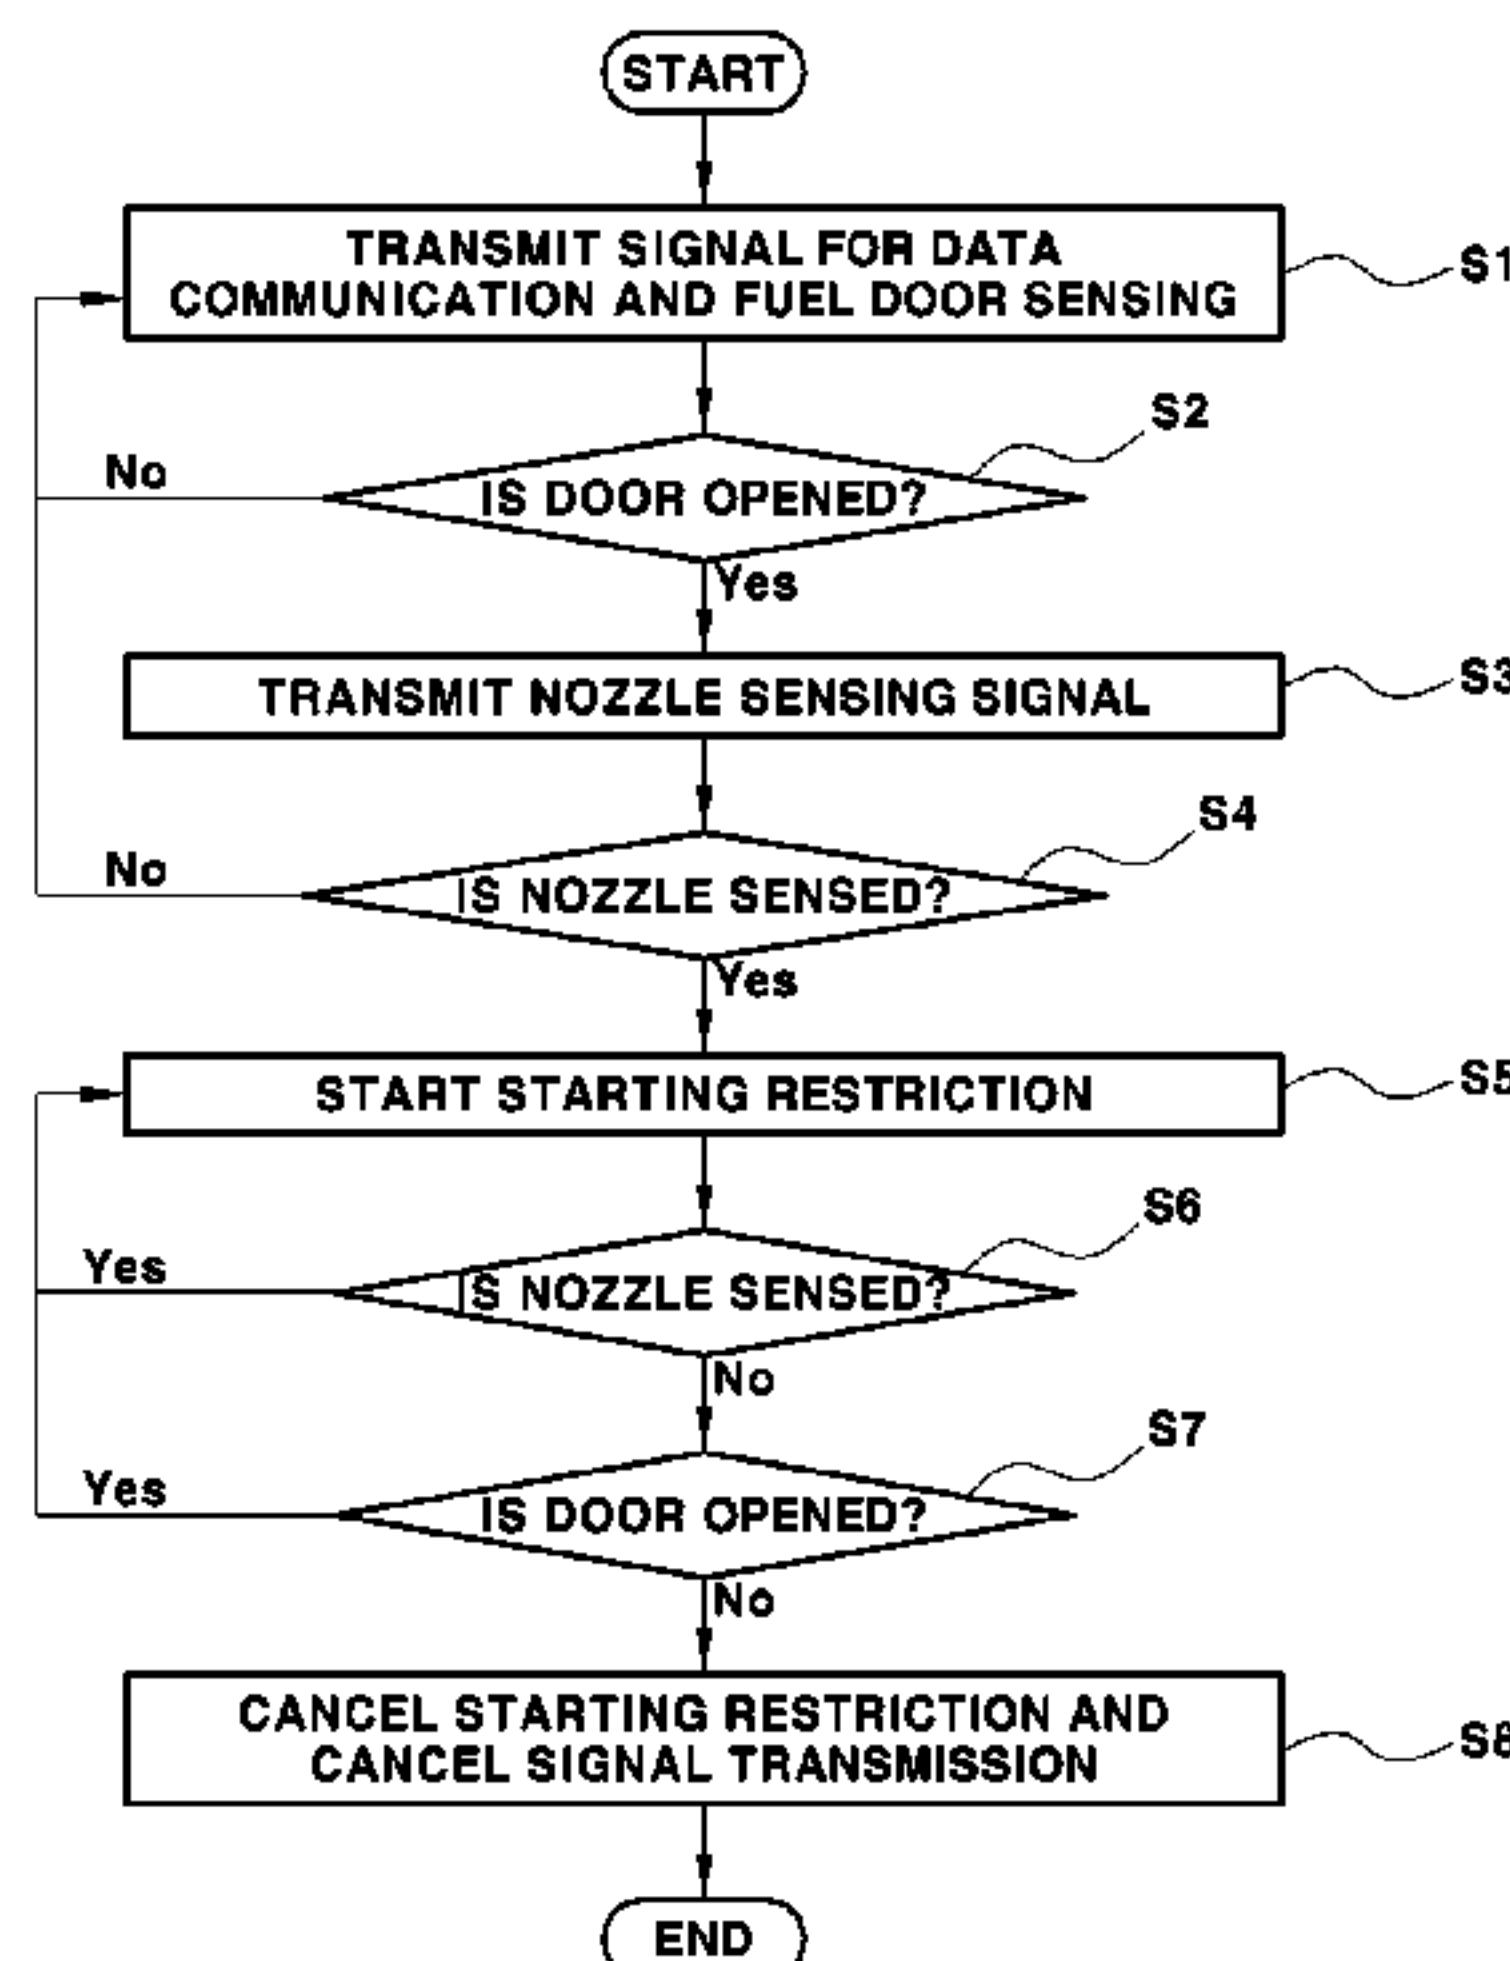 START
TRANSMIT SIGNAL FOR DATA
COMMUNICATION AND FUEL DOOR SENSING
S1
S2
No
IS DOOR OPENED?
Yes
TRANSMIT NOZZLE SENSING SIGNAL
S3
S4
No
IS NOZZLE SENSED?
Yes
START STARTING RESTRICTION
S5
S6
Yes
IS NOZZLE SENSED?
No
S7
Yes
IS DOOR OPENED?
No
CANCEL STARTING RESTRICTION AND
CANCEL SIGNAL TRANSMISSION
S8
END